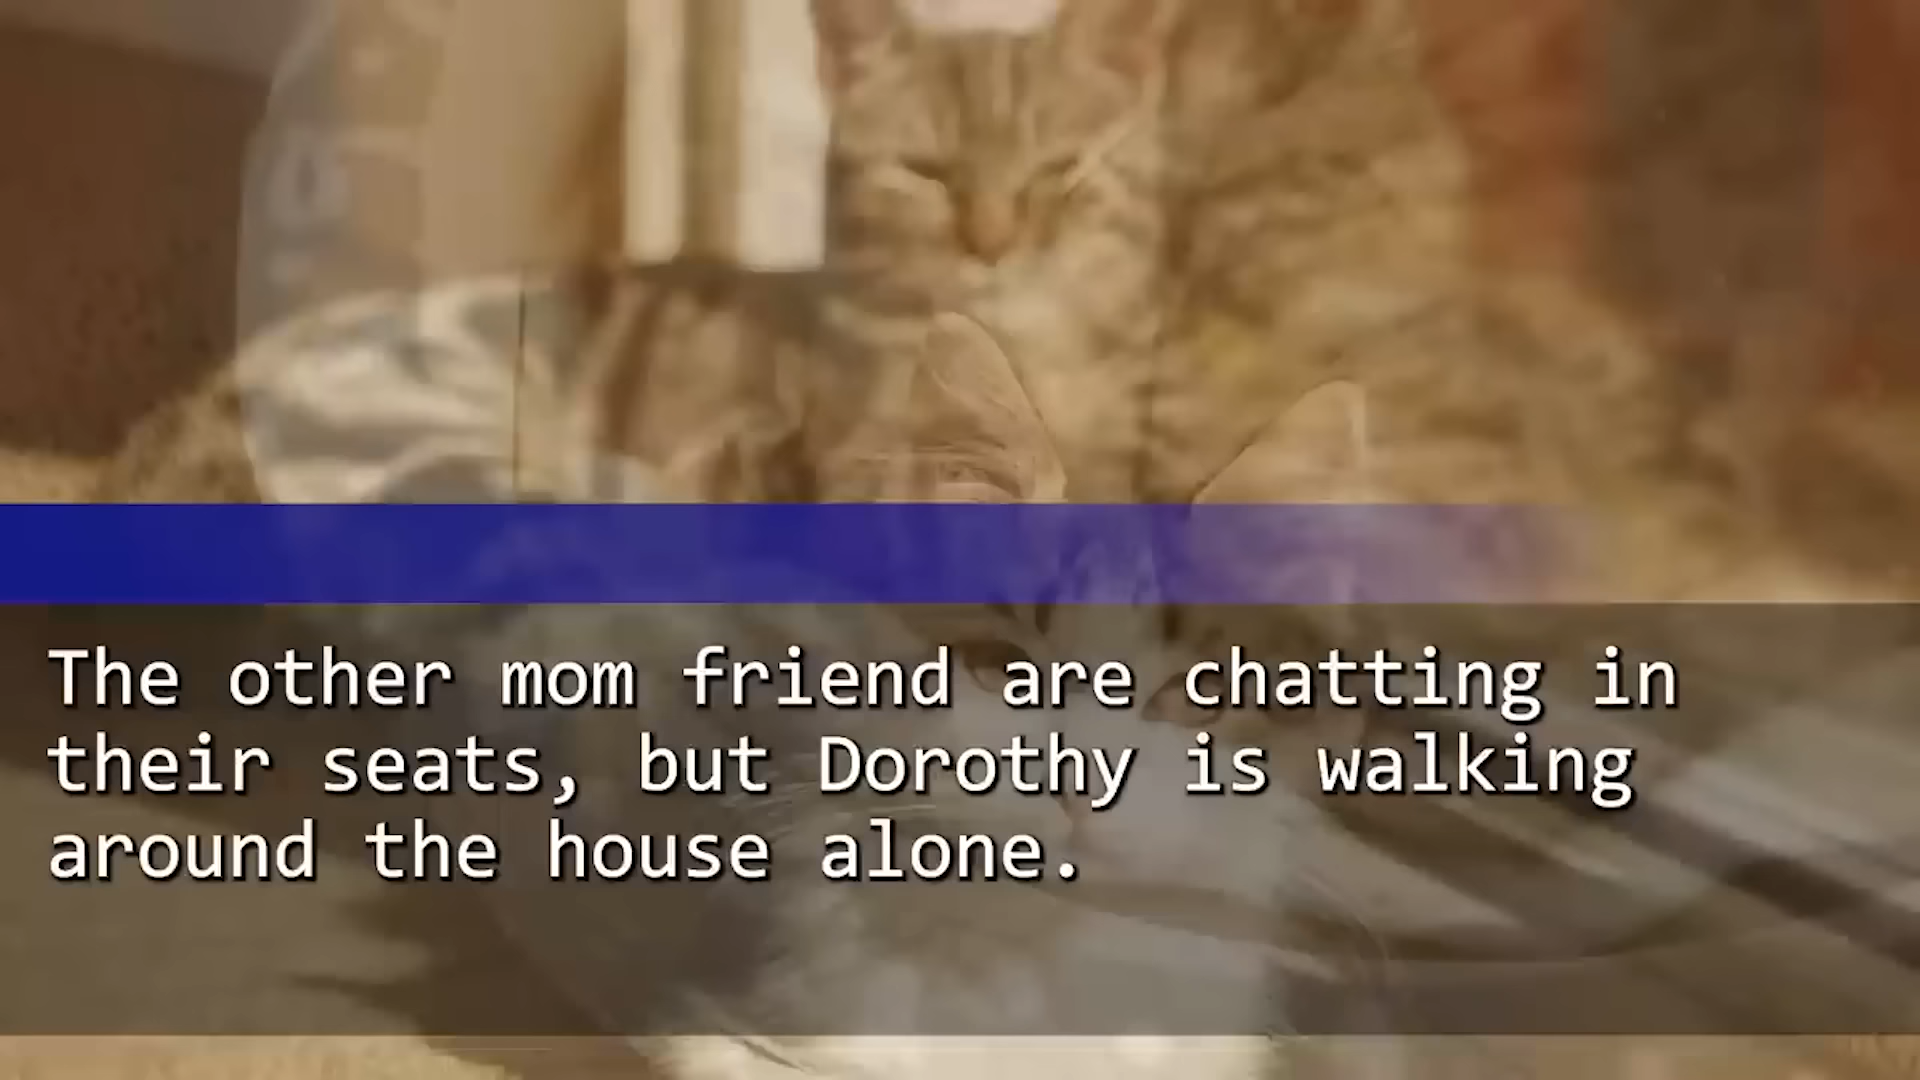 The other mom friend are chatting in
their seats, but Dorothy is walking
around the house alone.